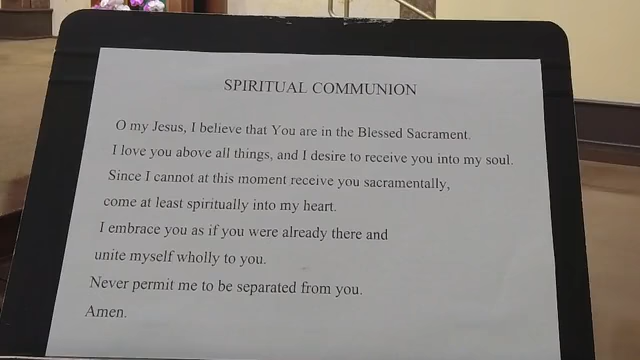 SPIRITUAL COMMUNION
O my Jesus, I believe that You are in the Blessed Sacrament.
I love you above all things, and I desire to receive you into my soul.
Since I cannot at this moment receive you sacramentally,
come at least spiritually into my heart.
I embrace you as if you were already there and
unite myself wholly to you.
Never permit me to be separated from you.
Amen.